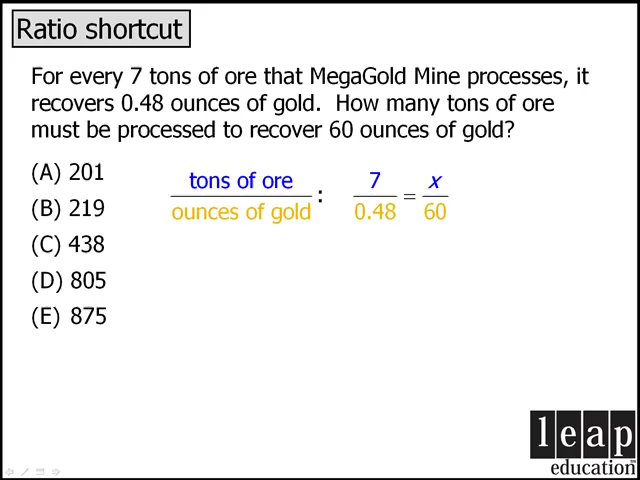 Ratio shortcut
For every 7 tons of ore that MegaGold Mine processes, it
recovers 0.48 ounces of gold.  How many tons of ore
must be processed to recover 60 ounces of gold?
(A) 201
(B) 219
(C) 438
(D) 805
(E) 875
tons of ore
ounces of gold
:
7
0.48
=
x
60
leap
education™